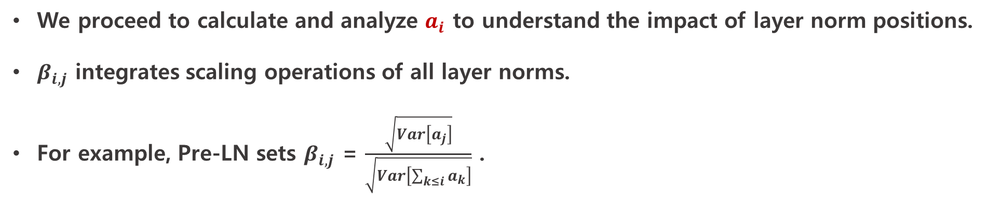 • We proceed to calculate and analyze $a_i$ to understand the impact of layer norm positions.
• $\beta_{i,j}$ integrates scaling operations of all layer norms.
• For example, Pre-LN sets $\beta_{i,j} = \frac{\sqrt{Var[a_j]}}{\sqrt{Var[\sum_{k \leq i} a_k]}}$.